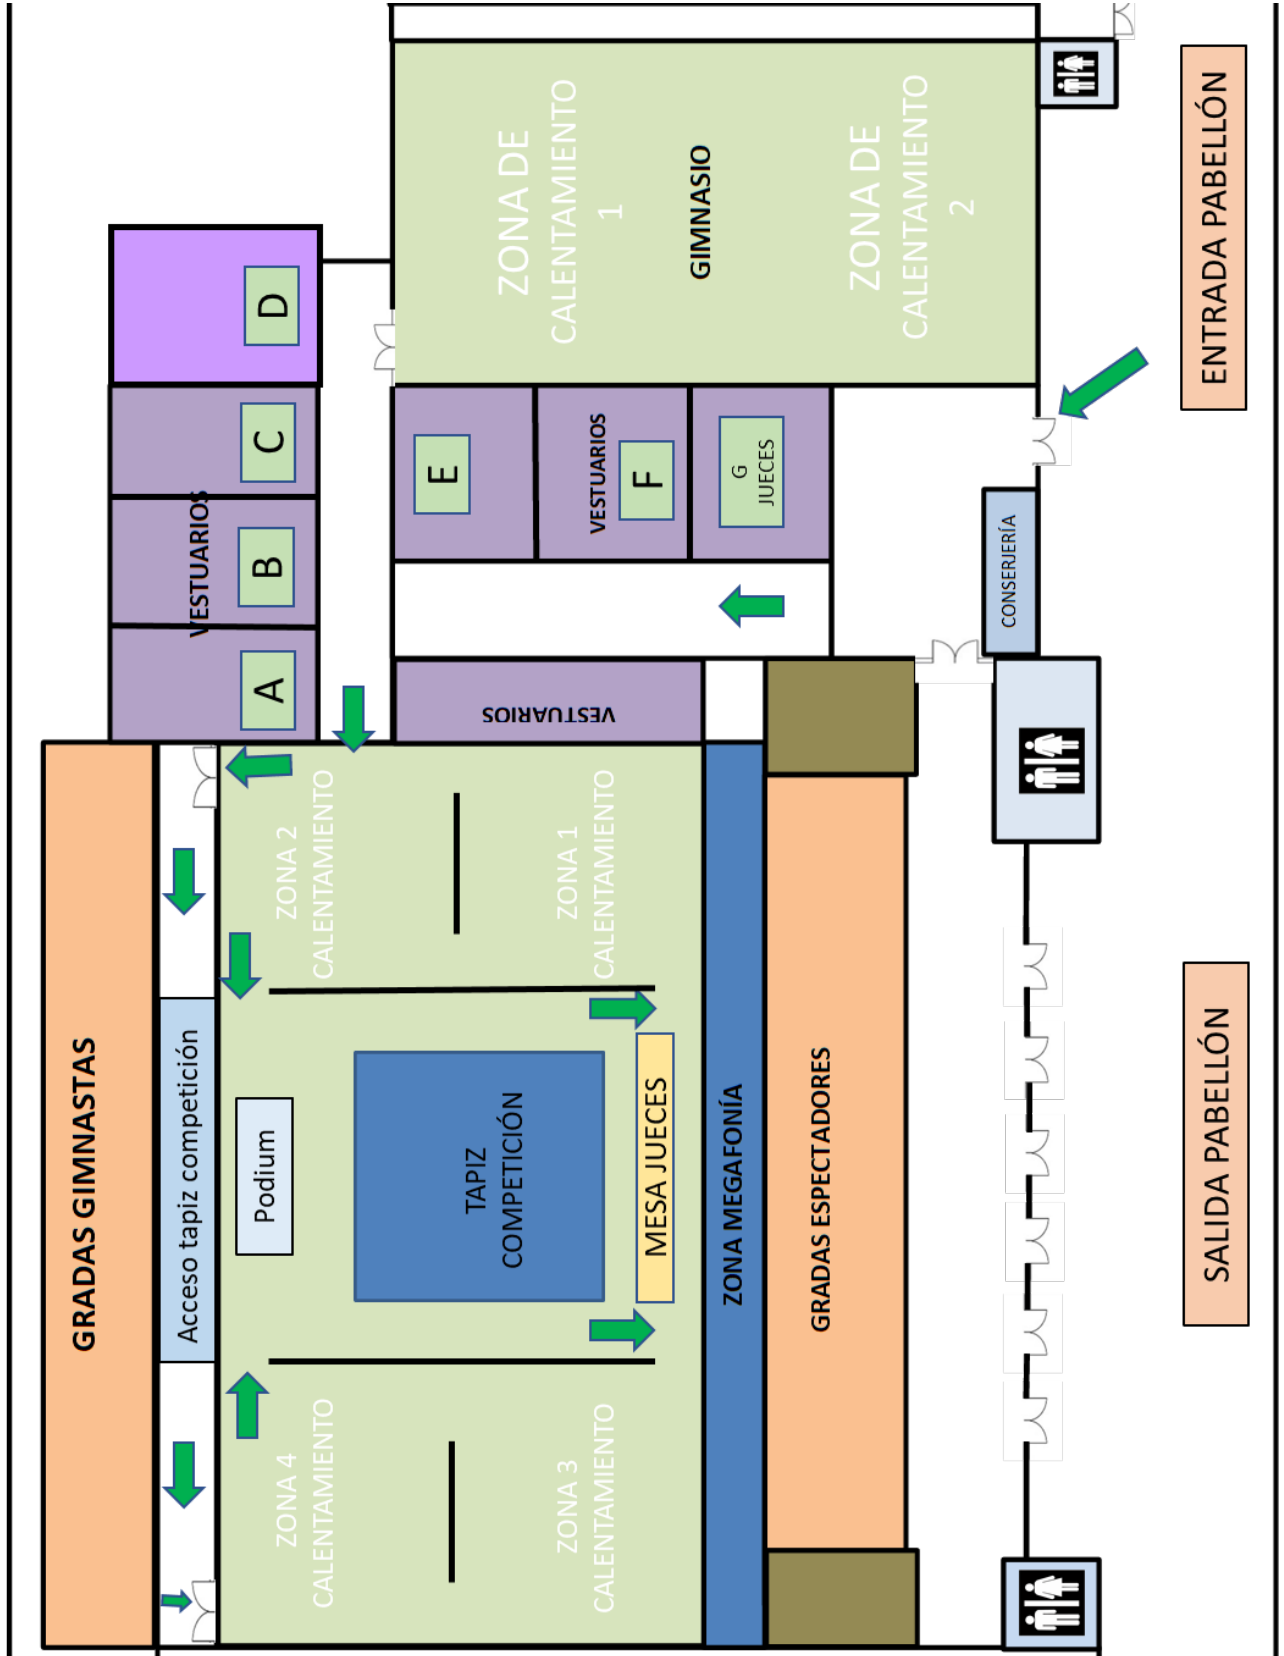 ZONA DE
CALENTAMIENTO
1
GIMNASIO
ZONA DE
CALENTAMIENTO
2
ENTRADA PABELLÓN
D
C
B
A
VESTUARIOS
E
VESTUARIOS
F
G
JUECES
CONSERJERÍA
VESTUARIOS
GRADAS GIMNASTAS
Acceso tapiz competición
Podium
ZONA 2
CALENTAMIENTO
ZONA 1
CALENTAMIENTO
TAPIZ
COMPETICIÓN
MESA JUECES
ZONA MEGAFONÍA
GRADAS ESPECTADORES
SALIDA PABELLÓN
ZONA 4
CALENTAMIENTO
ZONA 3
CALENTAMIENTO